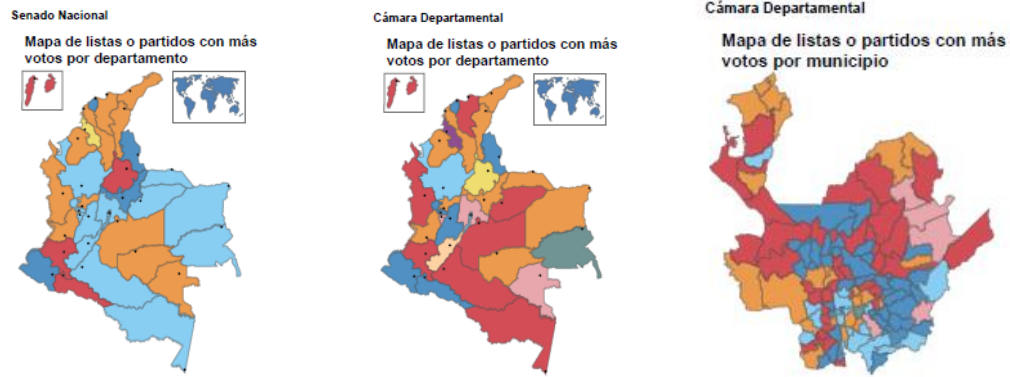 Senado Nacional
Mapa de listas o partidos con más
votos por departamento
Cámara Departamental
Mapa de listas o partidos con más
votos por departamento
Cámara Departamental
Mapa de listas o partidos con más
votos por municipio